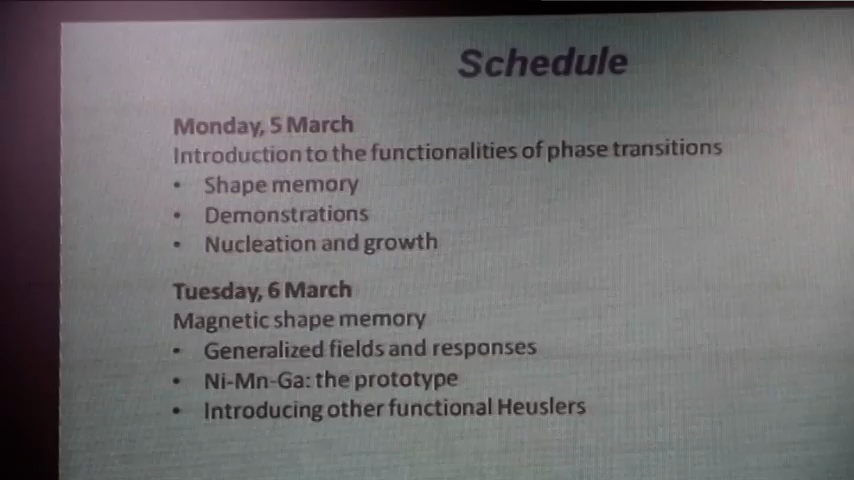 Schedule
Monday, 5 March
Introduction to the functionalities of phase transitions
• Shape memory
• Demonstrations
• Nucleation and growth
Tuesday, 6 March
Magnetic shape memory
• Generalized fields and responses
• Ni-Mn-Ga: the prototype
• Introducing other functional Heuslers